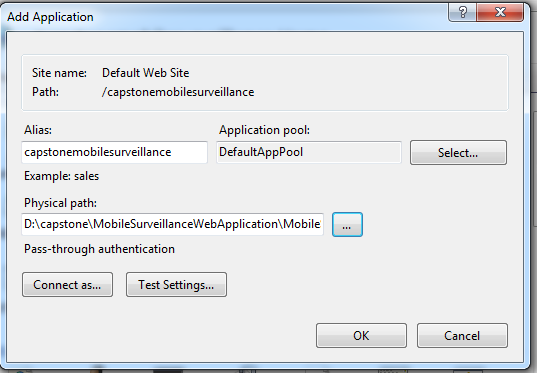 Add Application
Site name: Default Web Site
Path: /capstonemobilesurveillance
Alias: Application pool:
capstonemobilesurveillance DefaultAppPool Select...
Example: sales
Physical path:
D:\capstone\MobileSurveillanceWebApplication\Mobile ...
Pass-through authentication
Connect as... Test Settings...
OK Cancel